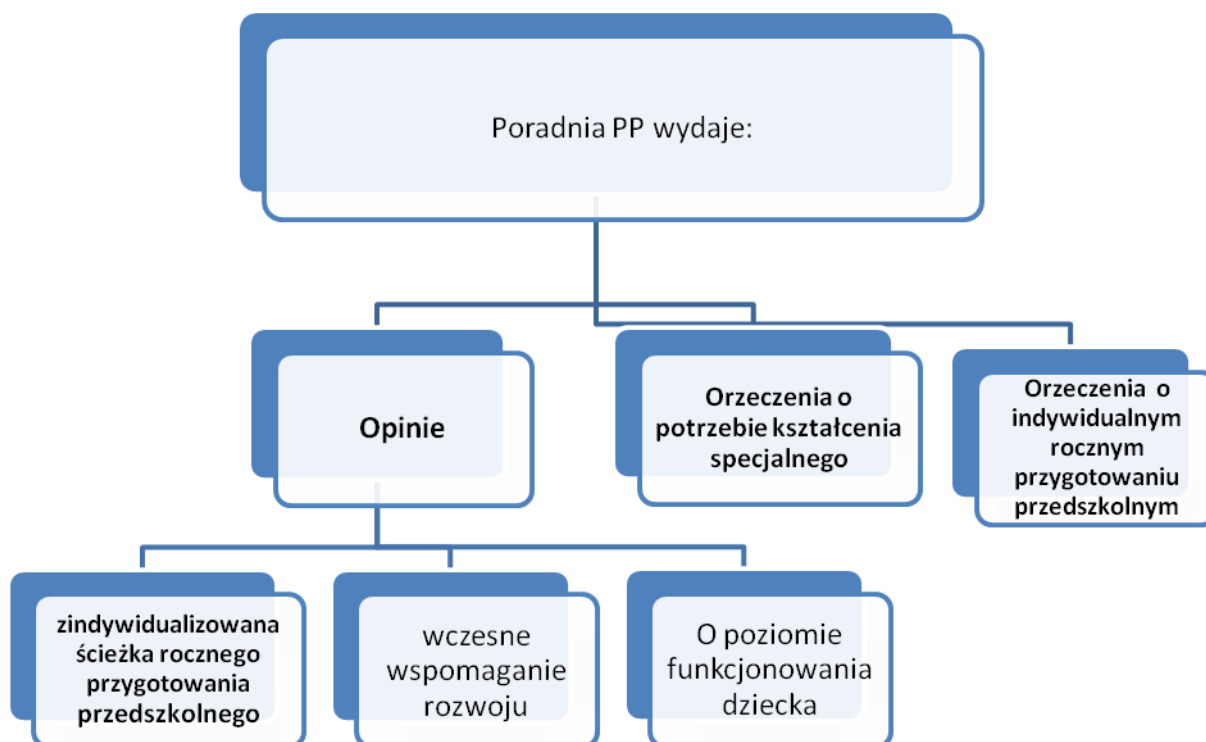 Poradnia PP wydaje:
Opinie
Orzeczenia o
potrzebie kształcenia
specjalnego
Orzeczenia o
indywidualnym
rocznym
przygotowaniu
przedszkolnym
zindywidualizowana
ścieżka rocznego
przygotowania
przedszkolnego
wczesne
wspomaganie
rozwoju
O poziomie
funkcjonowania
dziecka